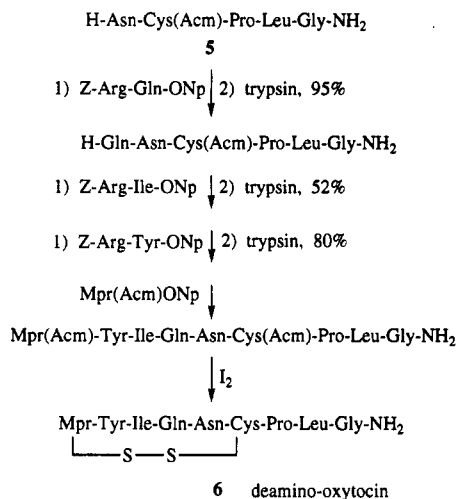 H-Asn-Cys(Acm)-Pro-Leu-Gly-NH₂
5
1) Z-Arg-Gln-ONp 2) trypsin, 95%
H-Gln-Asn-Cys(Acm)-Pro-Leu-Gly-NH₂
1) Z-Arg-Ile-ONp 2) trypsin, 52%
1) Z-Arg-Tyr-ONp 2) trypsin, 80%
Mpr(Acm)ONp
Mpr(Acm)-Tyr-Ile-Gln-Asn-Cys(Acm)-Pro-Leu-Gly-NH₂
I₂
Mpr-Tyr-Ile-Gln-Asn-Cys-Pro-Leu-Gly-NH₂
S—S
6 deamino-oxytocin